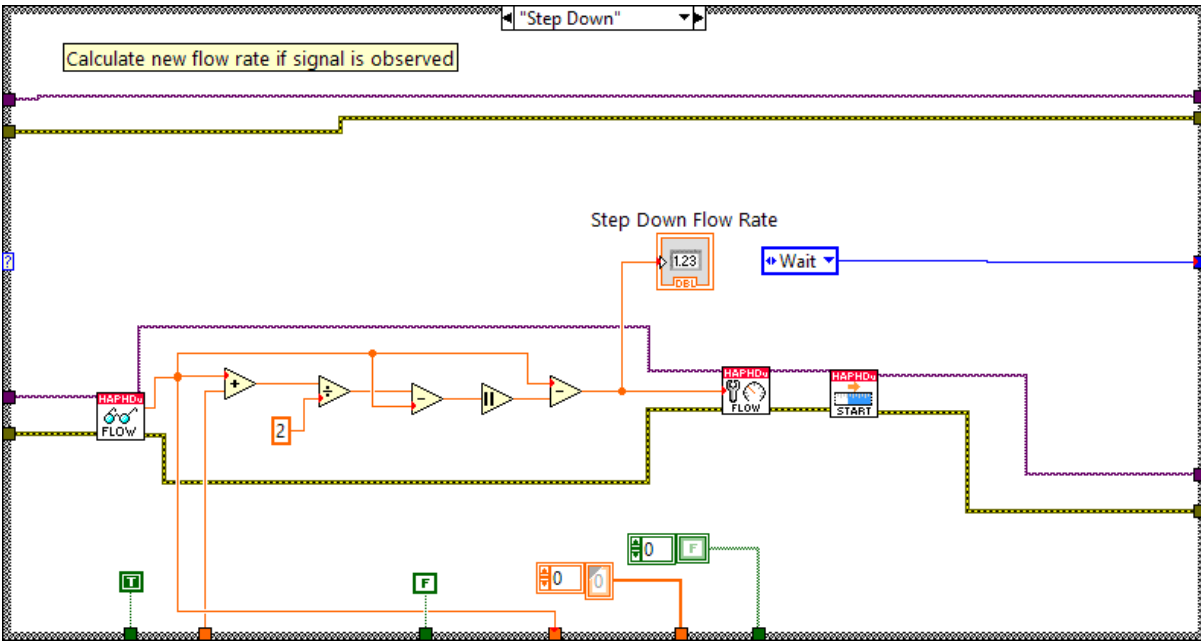 "Step Down"
Calculate new flow rate if signal is observed
Step Down Flow Rate
1.23
DBL
?
Wait
HAPHDu
FLOW
+
÷
2
-
-
HAPHDu
FLOW
HAPHDu
START
T
F
0
0
0
F